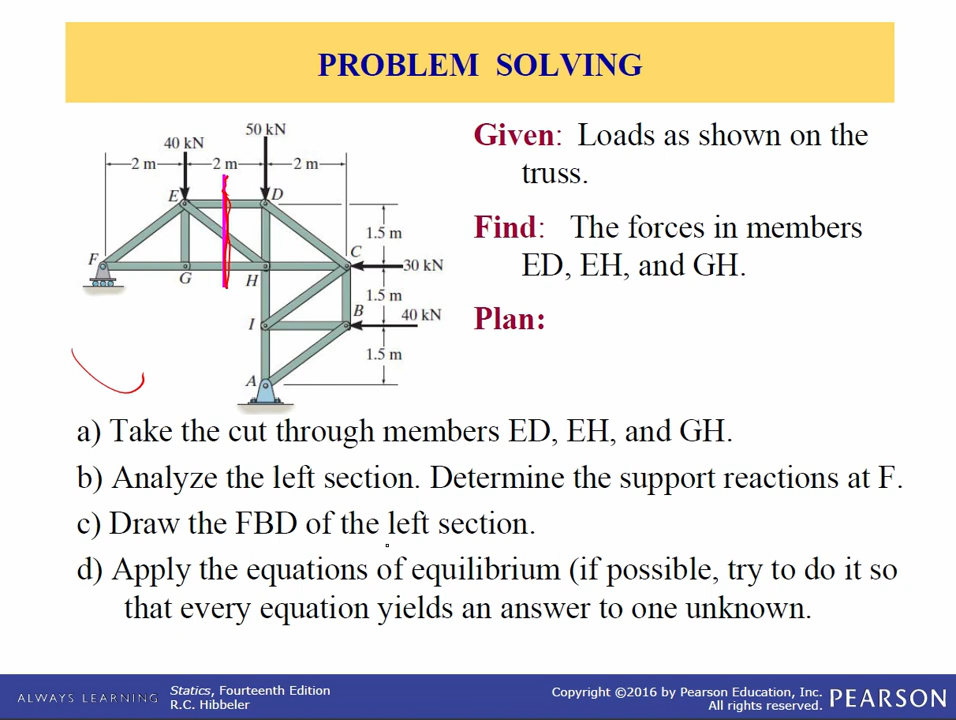 PROBLEM SOLVING
50 kN
40 kN
2 m
2 m
2 m
E
D
1.5 m
F
G
H
C
30 kN
1.5 m
I
B
40 kN
1.5 m
A
Given: Loads as shown on the
truss.
Find: The forces in members
ED, EH, and GH.
Plan:
a) Take the cut through members ED, EH, and GH.
b) Analyze the left section. Determine the support reactions at F.
c) Draw the FBD of the left section.
d) Apply the equations of equilibrium (if possible, try to do it so
that every equation yields an answer to one unknown.
ALWAYS LEARNING
Statics, Fourteenth Edition
R.C. Hibbeler
Copyright ©2016 by Pearson Education, Inc.
All rights reserved.
PEARSON